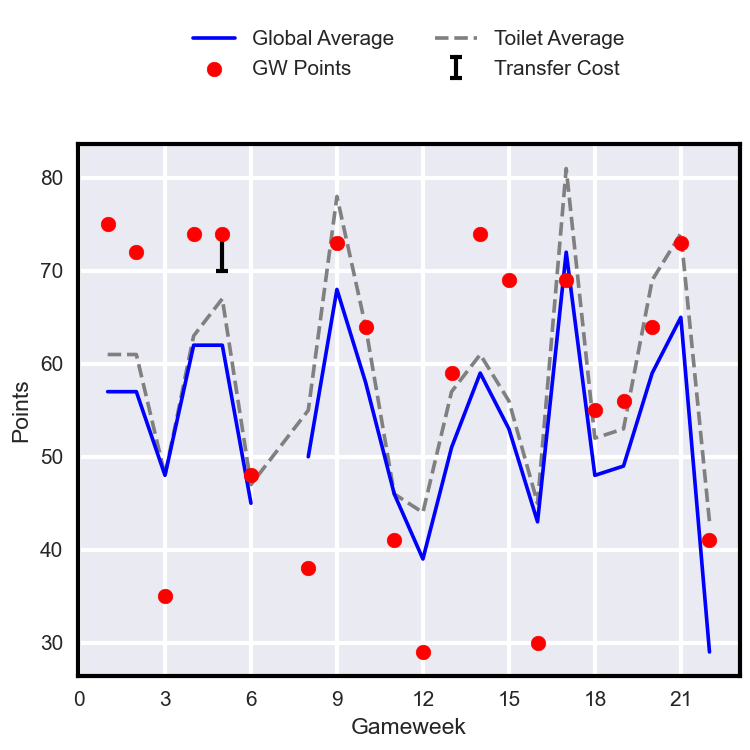 Global Average
Toilet Average
GW Points
Transfer Cost
80
70
60
50
40
30
Points
0 3 6 9 12 15 18 21
Gameweek